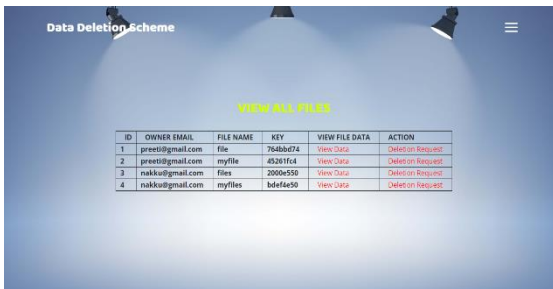 Data Deletion Scheme
VIEW ALL FILES
ID OWNER EMAIL FILE NAME KEY VIEW FILE DATA ACTION
1 preeti@gmail.com file 764bbd74 View Data Deletion Request
2 preeti@gmail.com myfile 45261fc4 View Data Deletion Request
3 nakku@gmail.com files 2000e550 View Data Deletion Request
4 nakku@gmail.com myfiles bdef4e50 View Data Deletion Request